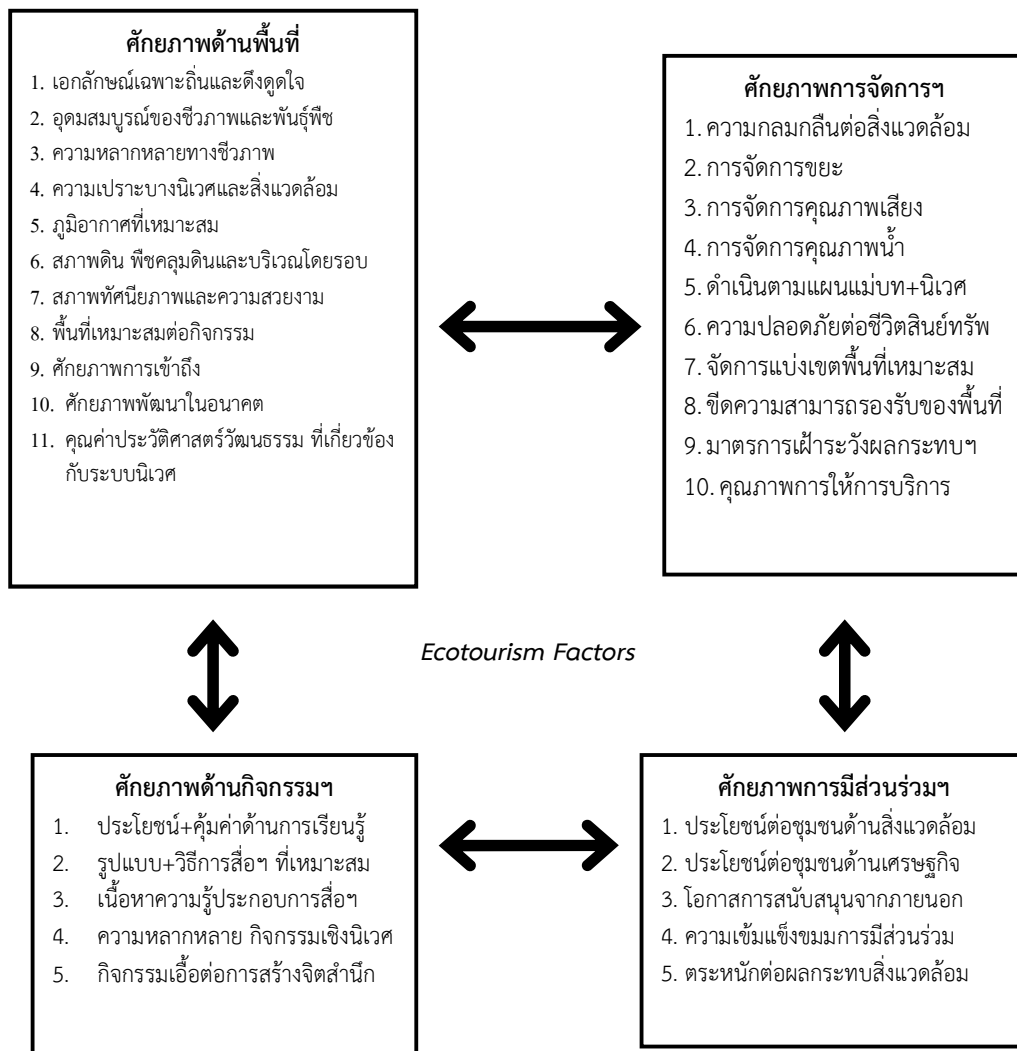 ศักยภาพด้านพื้นที่
1. เอกลักษณ์เฉพาะถิ่นและดึงดูดใจ
2. อุดมสมบูรณ์ของชีวภาพและพันธุ์พืช
3. ความหลากหลายทางชีวภาพ
4. ความเปราะบางนิเวศและสิ่งแวดล้อม
5. ภูมิอากาศที่เหมาะสม
6. สภาพดิน พืชคลุมดินและบริเวณโดยรอบ
7. สภาพทัศนียภาพและความสวยงาม
8. พื้นที่เหมาะสมต่อกิจกรรม
9. ศักยภาพการเข้าถึง
10. ศักยภาพพัฒนาในอนาคต
11. คุณค่าประวัติศาสตร์วัฒนธรรม ที่เกี่ยวข้อง
กับระบบนิเวศ
ศักยภาพการจัดการฯ
1. ความกลมกลืนต่อสิ่งแวดล้อม
2. การจัดการขยะ
3. การจัดการคุณภาพเสียง
4. การจัดการคุณภาพน้ำ
5. ดำเนินตามแผนแม่บท+นิเวศ
6. ความปลอดภัยต่อชีวิตสินย์ทรัพ
7. จัดการแบ่งเขตพื้นที่เหมาะสม
8. ขีดความสามารถรองรับของพื้นที่
9. มาตรการเฝ้าระวังผลกระทบฯ
10. คุณภาพการให้การบริการ
Ecotourism Factors
ศักยภาพด้านกิจกรรมฯ
1. ประโยชน์+คุ้มค่าด้านการเรียนรู้
2. รูปแบบ+วิธีการสื่อฯ ที่เหมาะสม
3. เนื้อหาความรู้ประกอบการสื่อฯ
4. ความหลากหลาย กิจกรรมเชิงนิเวศ
5. กิจกรรมเอื้อต่อการสร้างจิตสำนึก
ศักยภาพการมีส่วนร่วมฯ
1. ประโยชน์ต่อชุมชนด้านสิ่งแวดล้อม
2. ประโยชน์ต่อชุมชนด้านเศรษฐกิจ
3. โอกาสการสนับสนุนจากภายนอก
4. ความเข้มแข็งขมมการมีส่วนร่วม
5. ตระหนักต่อผลกระทบสิ่งแวดล้อม